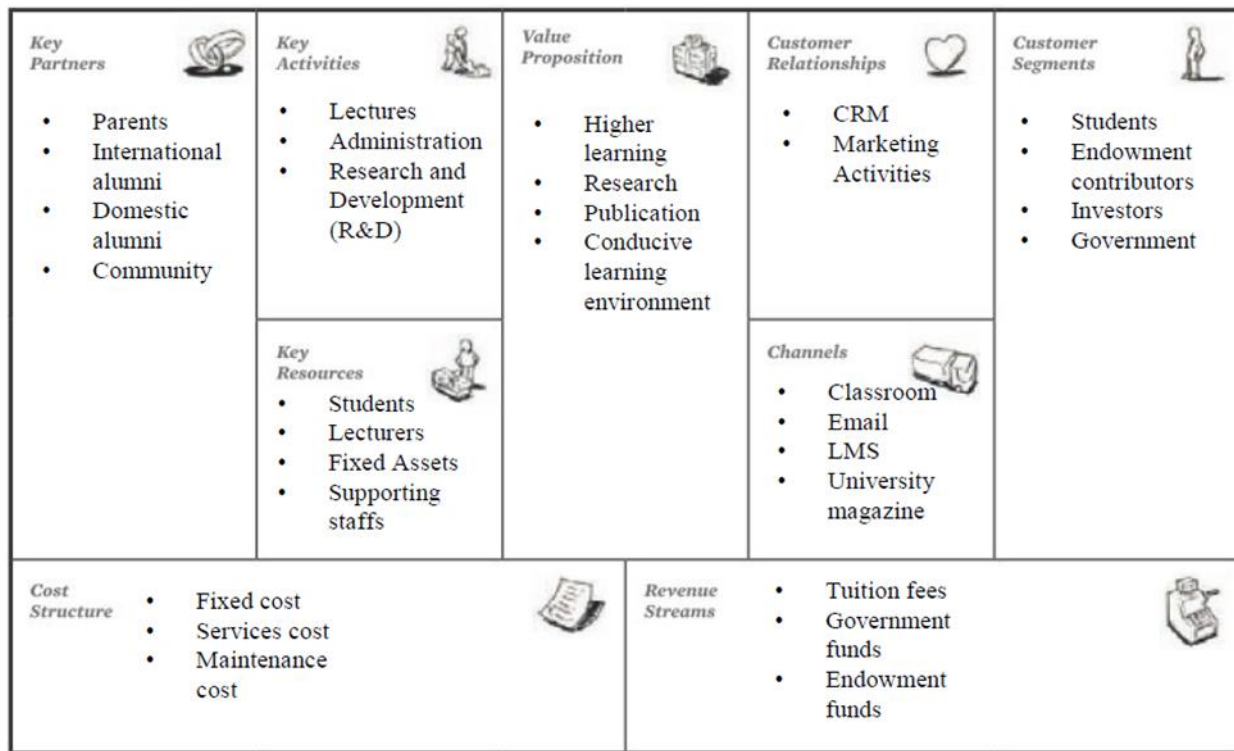 Key
Partners
• Parents
• International
alumni
• Domestic
alumni
• Community
Key
Activities
• Lectures
• Administration
• Research and
Development
(R&D)
Key
Resources
• Students
• Lecturers
• Fixed Assets
• Supporting
staffs
Value
Proposition
• Higher
learning
• Research
• Publication
• Conducive
learning
environment
Customer
Relationships
• CRM
• Marketing
Activities
Channels
• Classroom
• Email
• LMS
• University
magazine
Customer
Segments
• Students
• Endowment
contributors
• Investors
• Government
Cost
Structure
• Fixed cost
• Services cost
• Maintenance
cost
Revenue
Streams
• Tuition fees
• Government
funds
• Endowment
funds